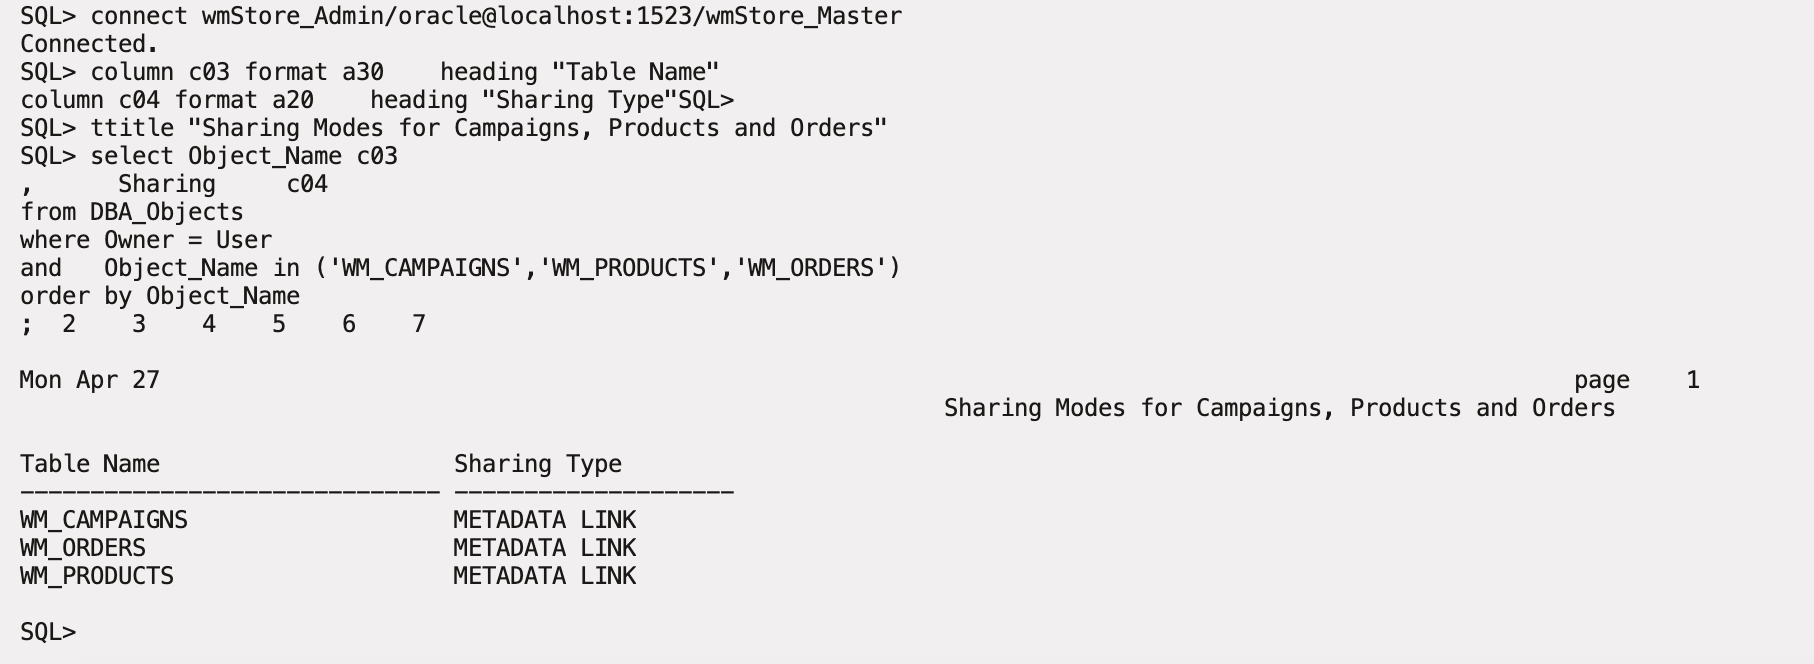 SQL> connect wmStore_Admin/oracle@localhost:1523/wmStore_Master
Connected.
SQL> column c03 format a30    heading "Table Name"
column c04 format a20    heading "Sharing Type"SQL>
SQL> ttitle "Sharing Modes for Campaigns, Products and Orders"
SQL> select Object_Name c03
,      Sharing     c04
from DBA_Objects
where Owner = User
and   Object_Name in ('WM_CAMPAIGNS','WM_PRODUCTS','WM_ORDERS')
order by Object_Name
;  2    3    4    5    6    7
Mon Apr 27                                                                                                     page    1
                                                                  Sharing Modes for Campaigns, Products and Orders
Table Name                     Sharing Type
------------------------------ --------------------
WM_CAMPAIGNS                   METADATA LINK
WM_ORDERS                      METADATA LINK
WM_PRODUCTS                    METADATA LINK
SQL>